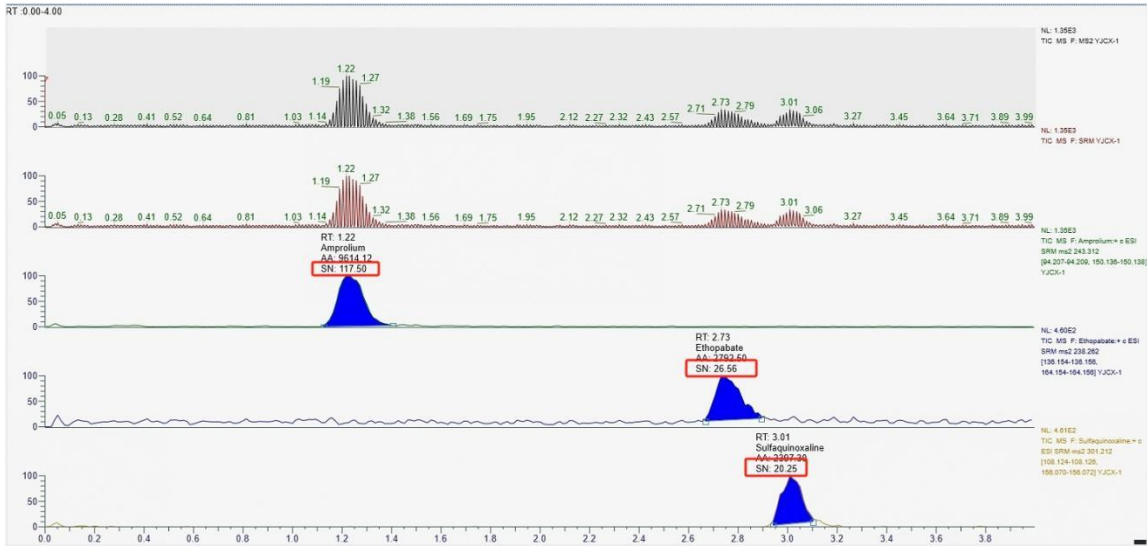 RT :0.00-4.00
NL: 1.35E3
TIC MS F: MS2 YJCX-1
1.22
1.19 1.27
1.32
0.05 0.13 0.28 0.41 0.52 0.64 0.81 1.03 1.14 1.38 1.56 1.69 1.75 1.95 2.12 2.27 2.32 2.43 2.57 2.71 2.73 2.79 3.01 3.06 3.27 3.45 3.64 3.71 3.89 3.99
100
50
0
NL: 1.35E3
TIC MS F: SRM YJCX-1
1.22
1.19 1.27
1.32
0.05 0.13 0.28 0.41 0.52 0.64 0.81 1.03 1.14 1.38 1.56 1.69 1.75 1.95 2.12 2.27 2.32 2.43 2.57 2.71 2.73 2.79 3.01 3.06 3.27 3.45 3.64 3.71 3.89 3.99
100
50
0
NL: 1.35E3
TIC MS F: Amprolium:+ c ESI
SRM ms2 243.312
[94.207-94.209, 150.136-150.138]
YJCX-1
RT: 1.22
Amprolium
AA: 9614.12
SN: 117.50
100
50
0
NL: 4.60E2
TIC MS F: Ethopabate:+ c ESI
SRM ms2 238.262
[136.154-136.156,
164.154-164.156] YJCX-1
RT: 2.73
Ethopabate
AA: 2792.60
SN: 26.56
100
50
0
NL: 4.61E2
TIC MS F: Sulfaquinoxaline:+ c
ESI SRM ms2 301.212
[108.124-108.126,
156.070-156.072] YJCX-1
RT: 3.01
Sulfaquinoxaline
AA: 2397.30
SN: 20.25
100
50
0
0.0 0.2 0.4 0.6 0.8 1.0 1.2 1.4 1.6 1.8 2.0 2.2 2.4 2.6 2.8 3.0 3.2 3.4 3.6 3.8